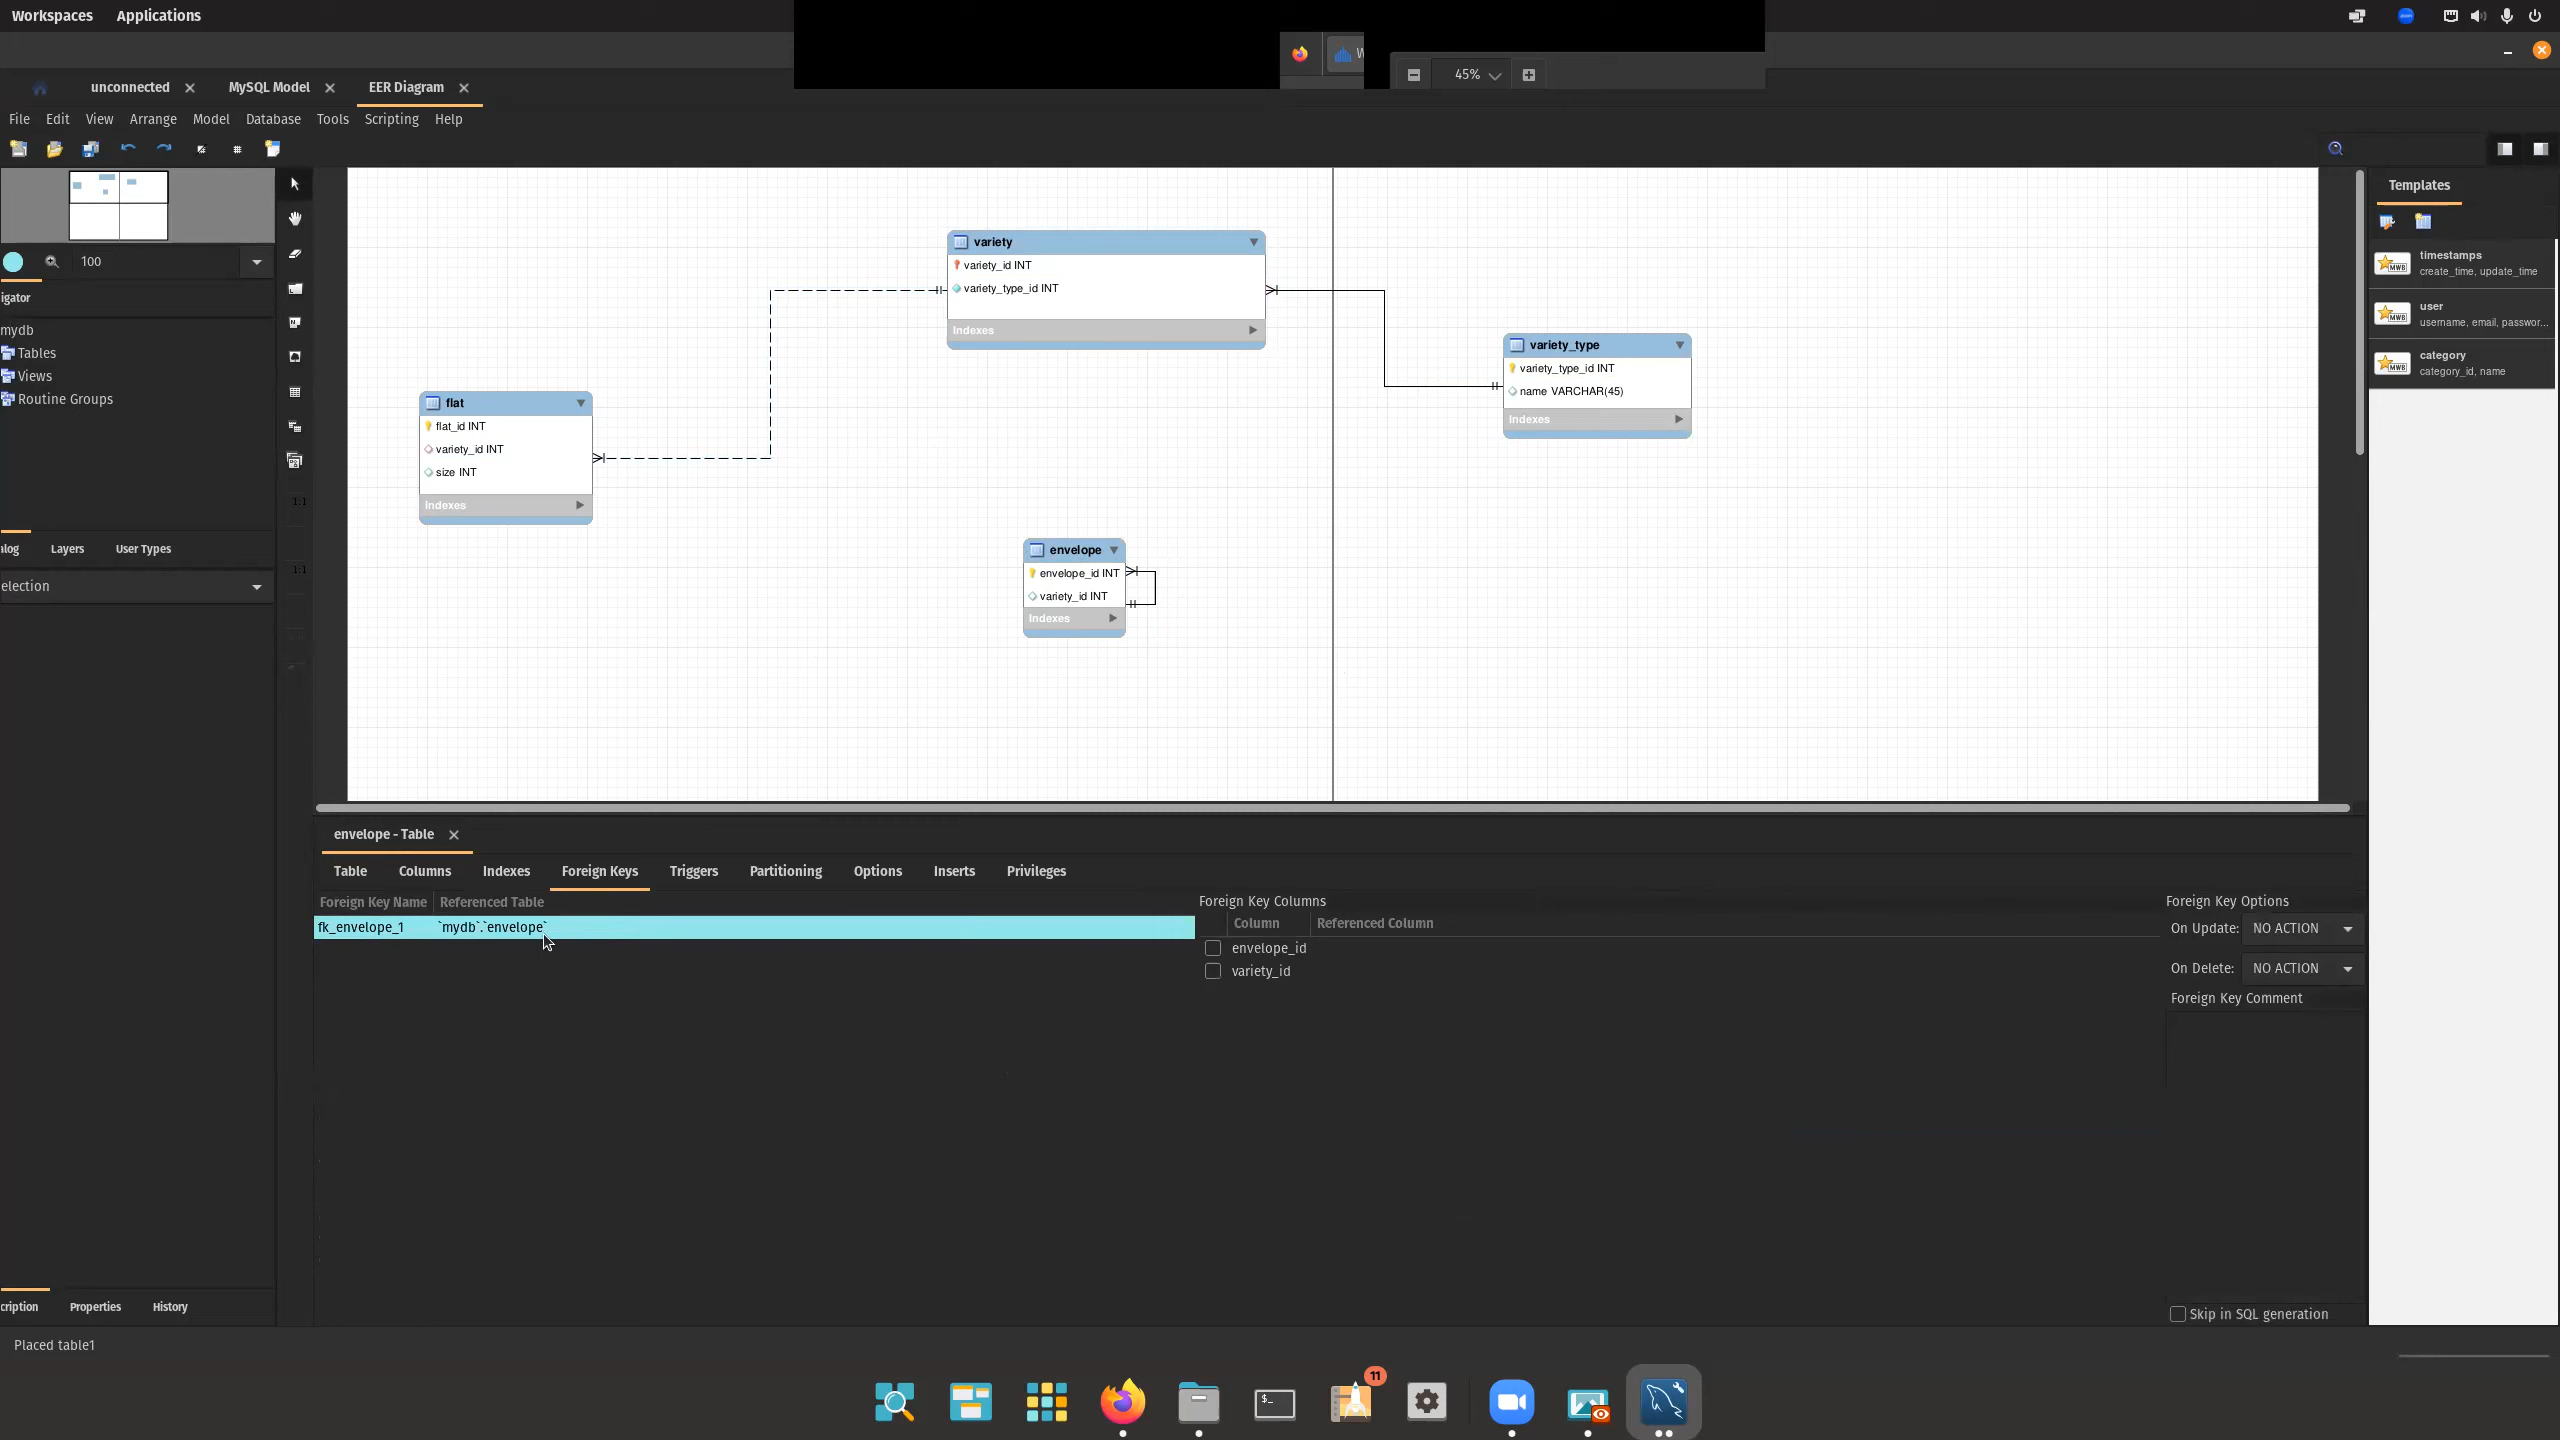 Workspaces Applications
45%
unconnected MySQL Model EER Diagram
File Edit View Arrange Model Database Tools Scripting Help
100
igator
mydb
Tables
Views
Routine Groups
alog Layers User Types
election
cription Properties History
variety
variety_id INT
variety_type_id INT
Indexes
variety_type
variety_type_id INT
name VARCHAR(45)
Indexes
flat
flat_id INT
variety_id INT
size INT
Indexes
envelope
envelope_id INT
variety_id INT
Indexes
Templates
timestamps
create_time, update_time
user
username, email, passwor...
category
category_id, name
envelope - Table
Table Columns Indexes Foreign Keys Triggers Partitioning Options Inserts Privileges
Foreign Key Name Referenced Table
fk_envelope_1 `mydb`.`envelope`
Foreign Key Columns
Column Referenced Column
envelope_id
variety_id
Foreign Key Options
On Update: NO ACTION
On Delete: NO ACTION
Foreign Key Comment
Skip in SQL generation
Placed table1
11